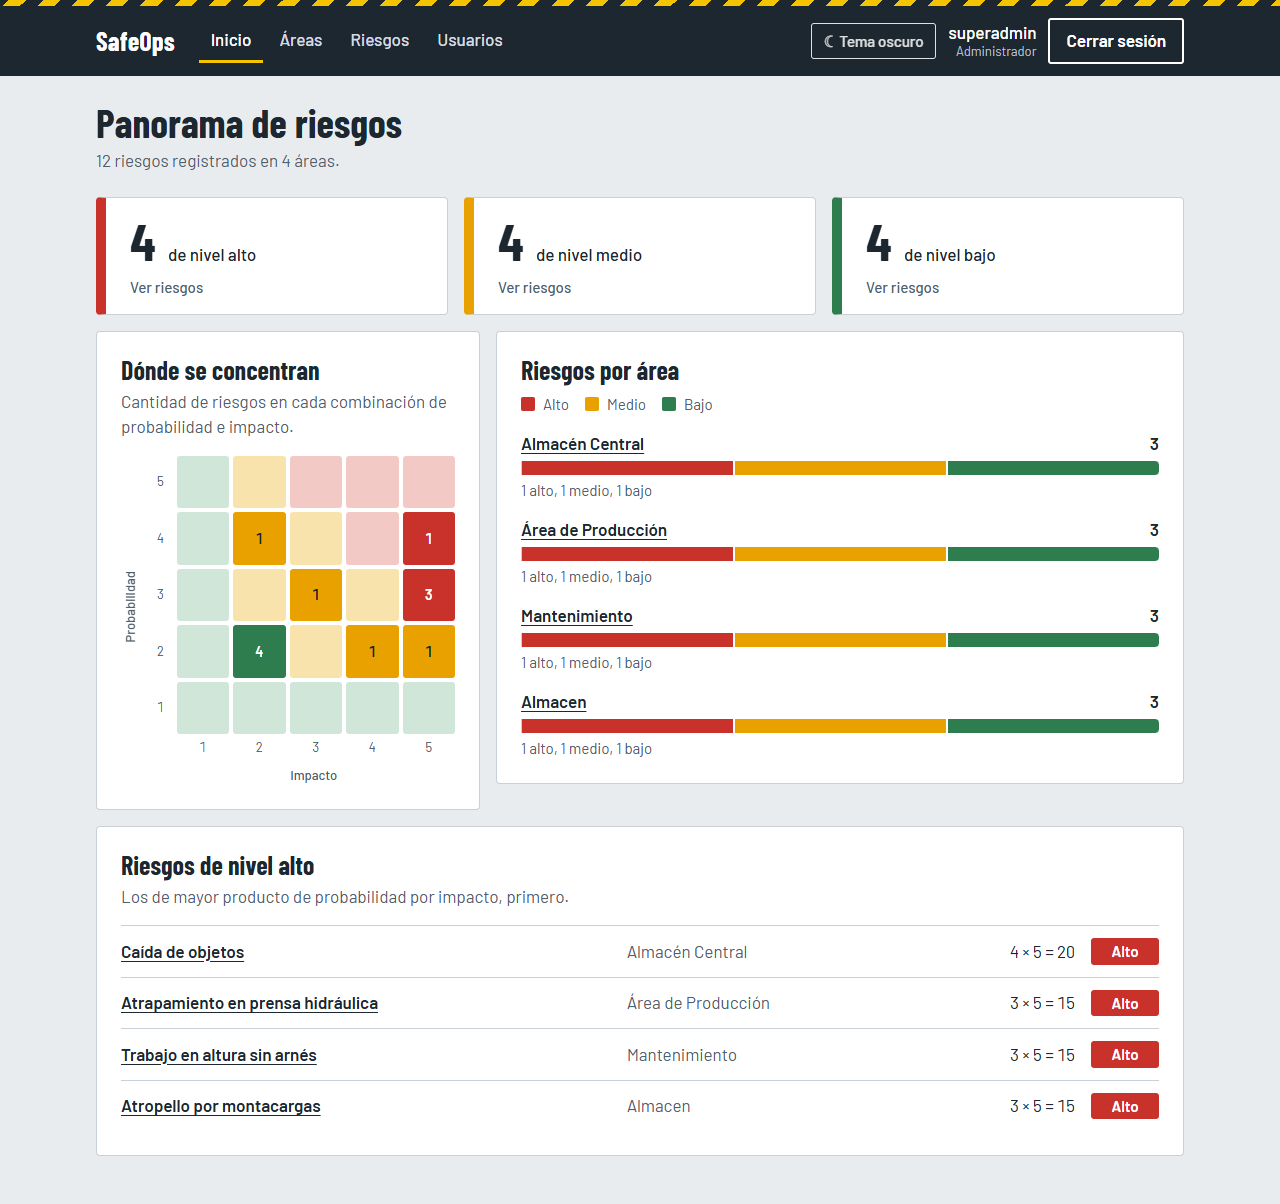 SafeOps
Inicio
Áreas
Riesgos
Usuarios
☾ Tema oscuro
superadmin
Administrador
Cerrar sesión
Panorama de riesgos
12 riesgos registrados en 4 áreas.
4 de nivel alto
Ver riesgos
4 de nivel medio
Ver riesgos
4 de nivel bajo
Ver riesgos
Dónde se concentran
Cantidad de riesgos en cada combinación de
probabilidad e impacto.
Probabilidad
5
4 1 1
3 1 3
2 4 1 1
1
1 2 3 4 5
Impacto
Riesgos por área
Alto Medio Bajo
Almacén Central 3
1 alto, 1 medio, 1 bajo
Área de Producción 3
1 alto, 1 medio, 1 bajo
Mantenimiento 3
1 alto, 1 medio, 1 bajo
Almacen 3
1 alto, 1 medio, 1 bajo
Riesgos de nivel alto
Los de mayor producto de probabilidad por impacto, primero.
Caída de objetos Almacén Central 4 × 5 = 20 Alto
Atrapamiento en prensa hidráulica Área de Producción 3 × 5 = 15 Alto
Trabajo en altura sin arnés Mantenimiento 3 × 5 = 15 Alto
Atropello por montacargas Almacen 3 × 5 = 15 Alto